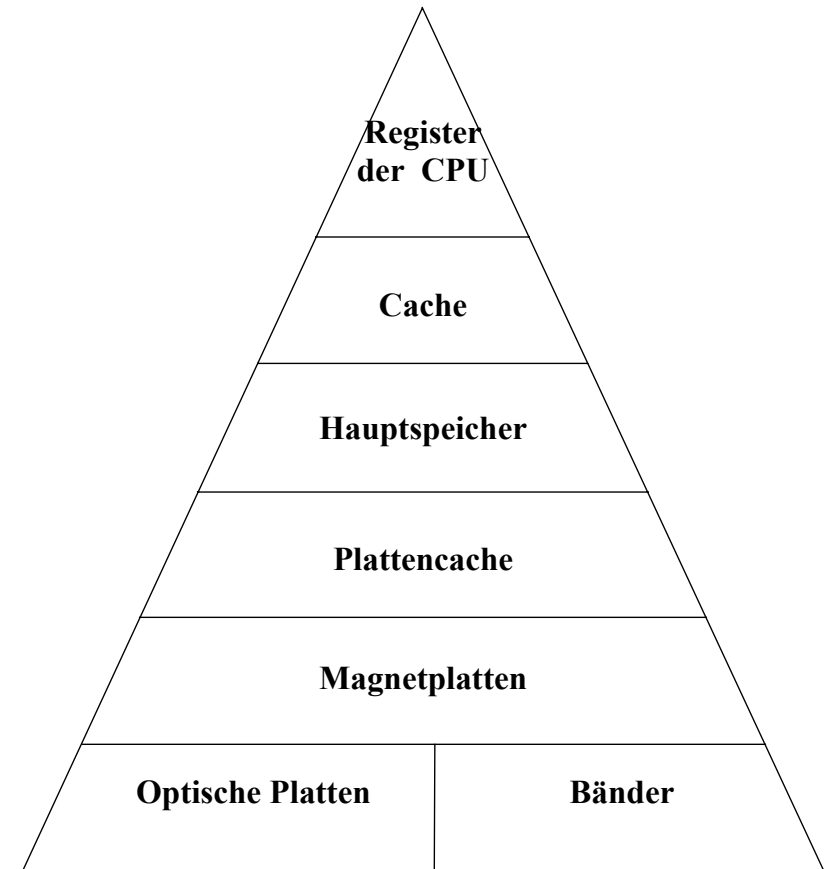 Register
der CPU
Cache
Hauptspeicher
Plattencache
Magnetplatten
Optische Platten
Bänder